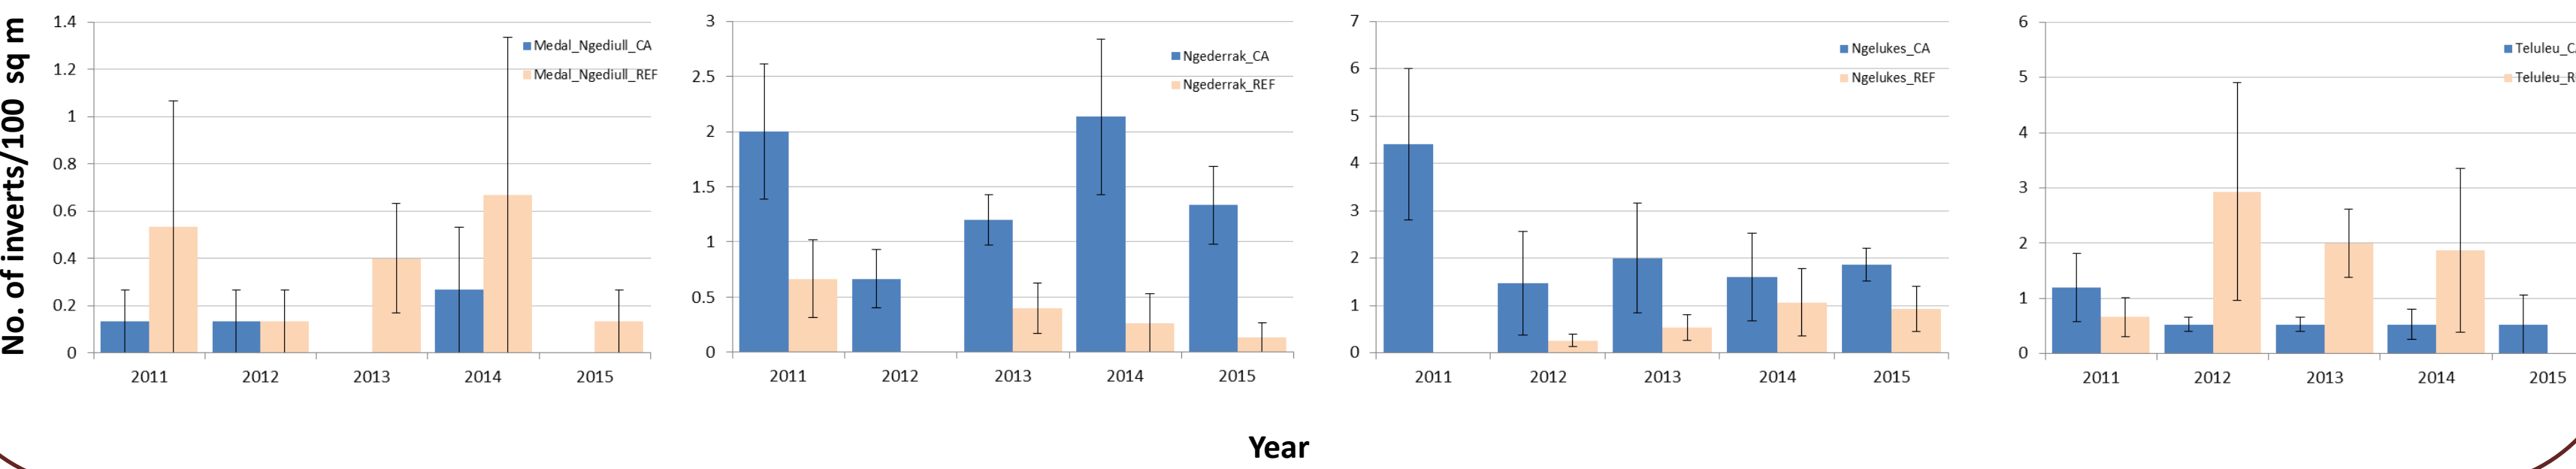 No. of inverts/100 sq m
1.4
1.2
1
0.8
0.6
0.4
0.2
0
Medal_Ngediull_CA
Medal_Ngediull_REF
2011 2012 2013 2014 2015
3
2.5
2
1.5
1
0.5
0
Ngederrak_CA
Ngederrak_REF
2011 2012 2013 2014 2015
7
6
5
4
3
2
1
0
Ngelukes_CA
Ngelukes_REF
2011 2012 2013 2014 2015
6
5
4
3
2
1
0
Teluleu_C
Teluleu_R
2011 2012 2013 2014 2015
Year